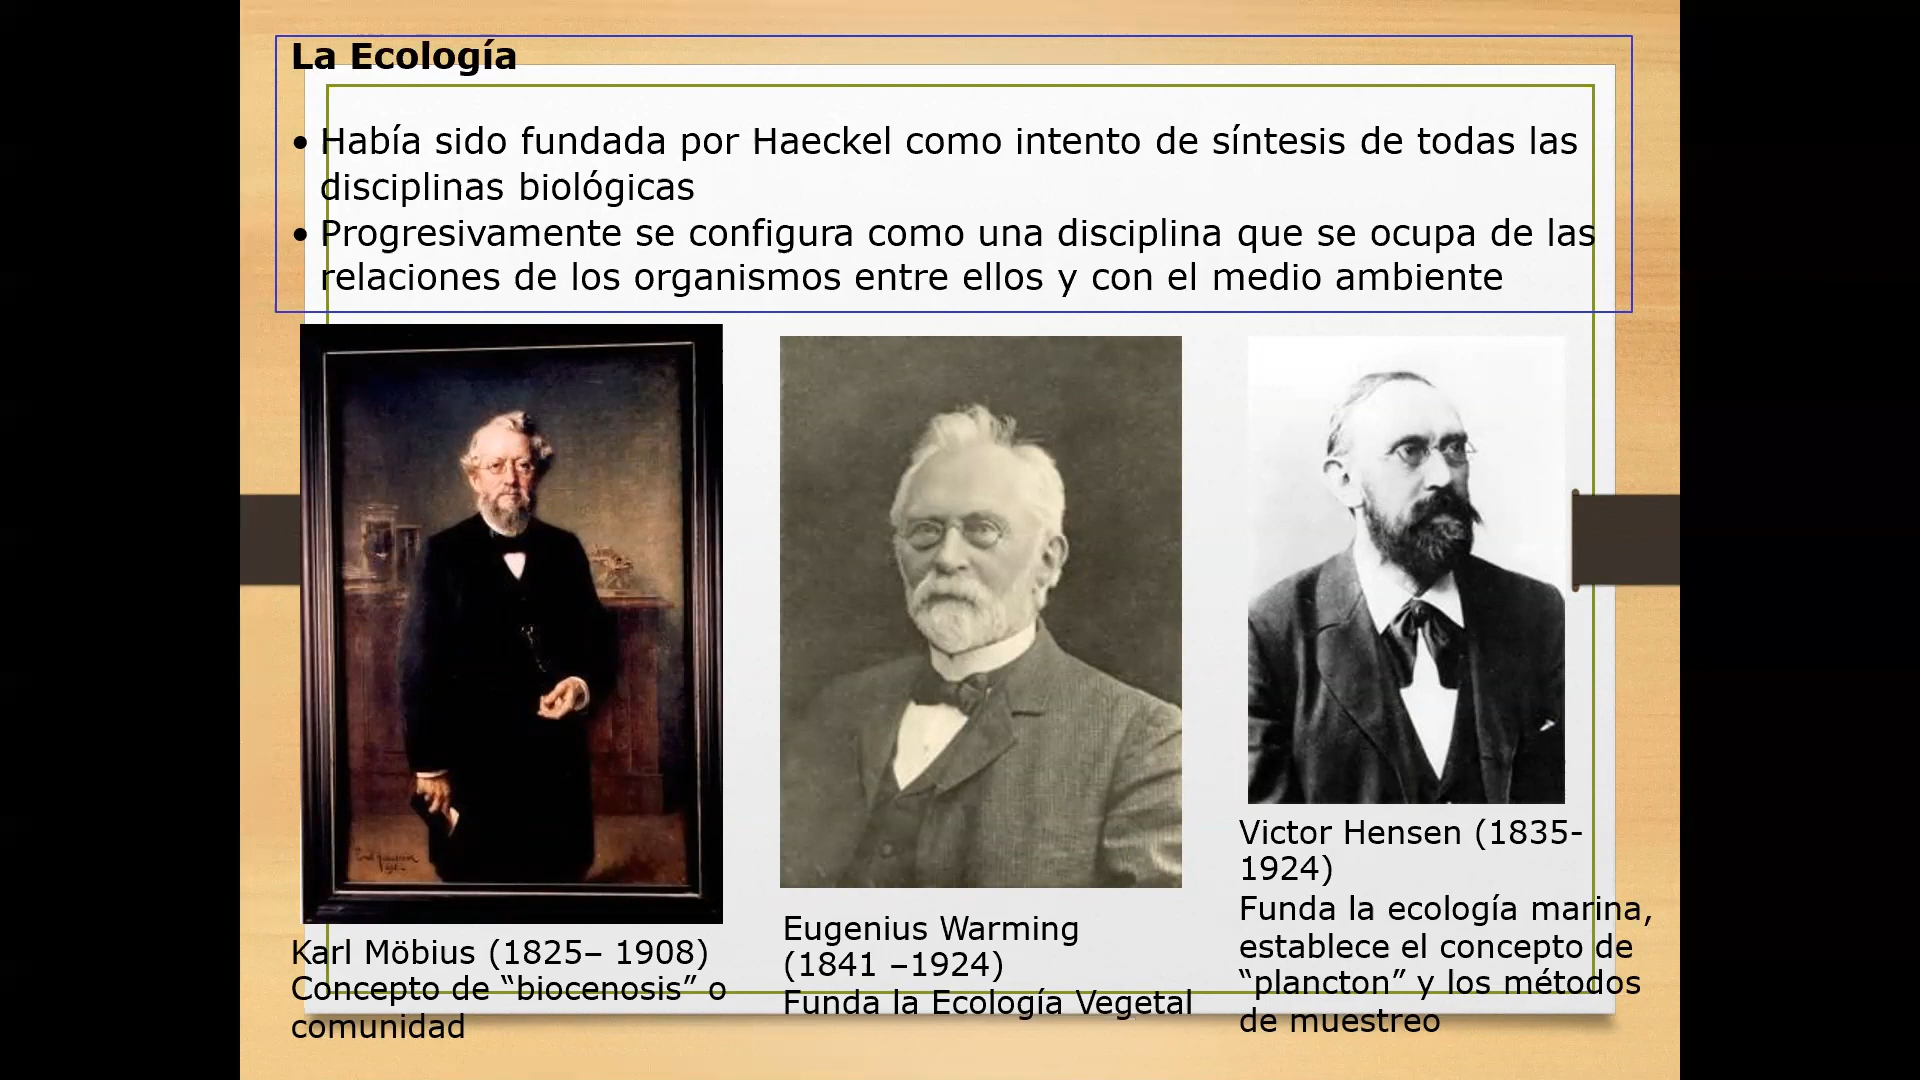 La Ecología
• Había sido fundada por Haeckel como intento de síntesis de todas las
disciplinas biológicas
• Progresivamente se configura como una disciplina que se ocupa de las
relaciones de los organismos entre ellos y con el medio ambiente
Karl Möbius (1825– 1908)
Concepto de “biocenosis” o
comunidad
Eugenius Warming
(1841 –1924)
Funda la Ecología Vegetal
Victor Hensen (1835-
1924)
Funda la ecología marina,
establece el concepto de
“plancton” y los métodos
de muestreo